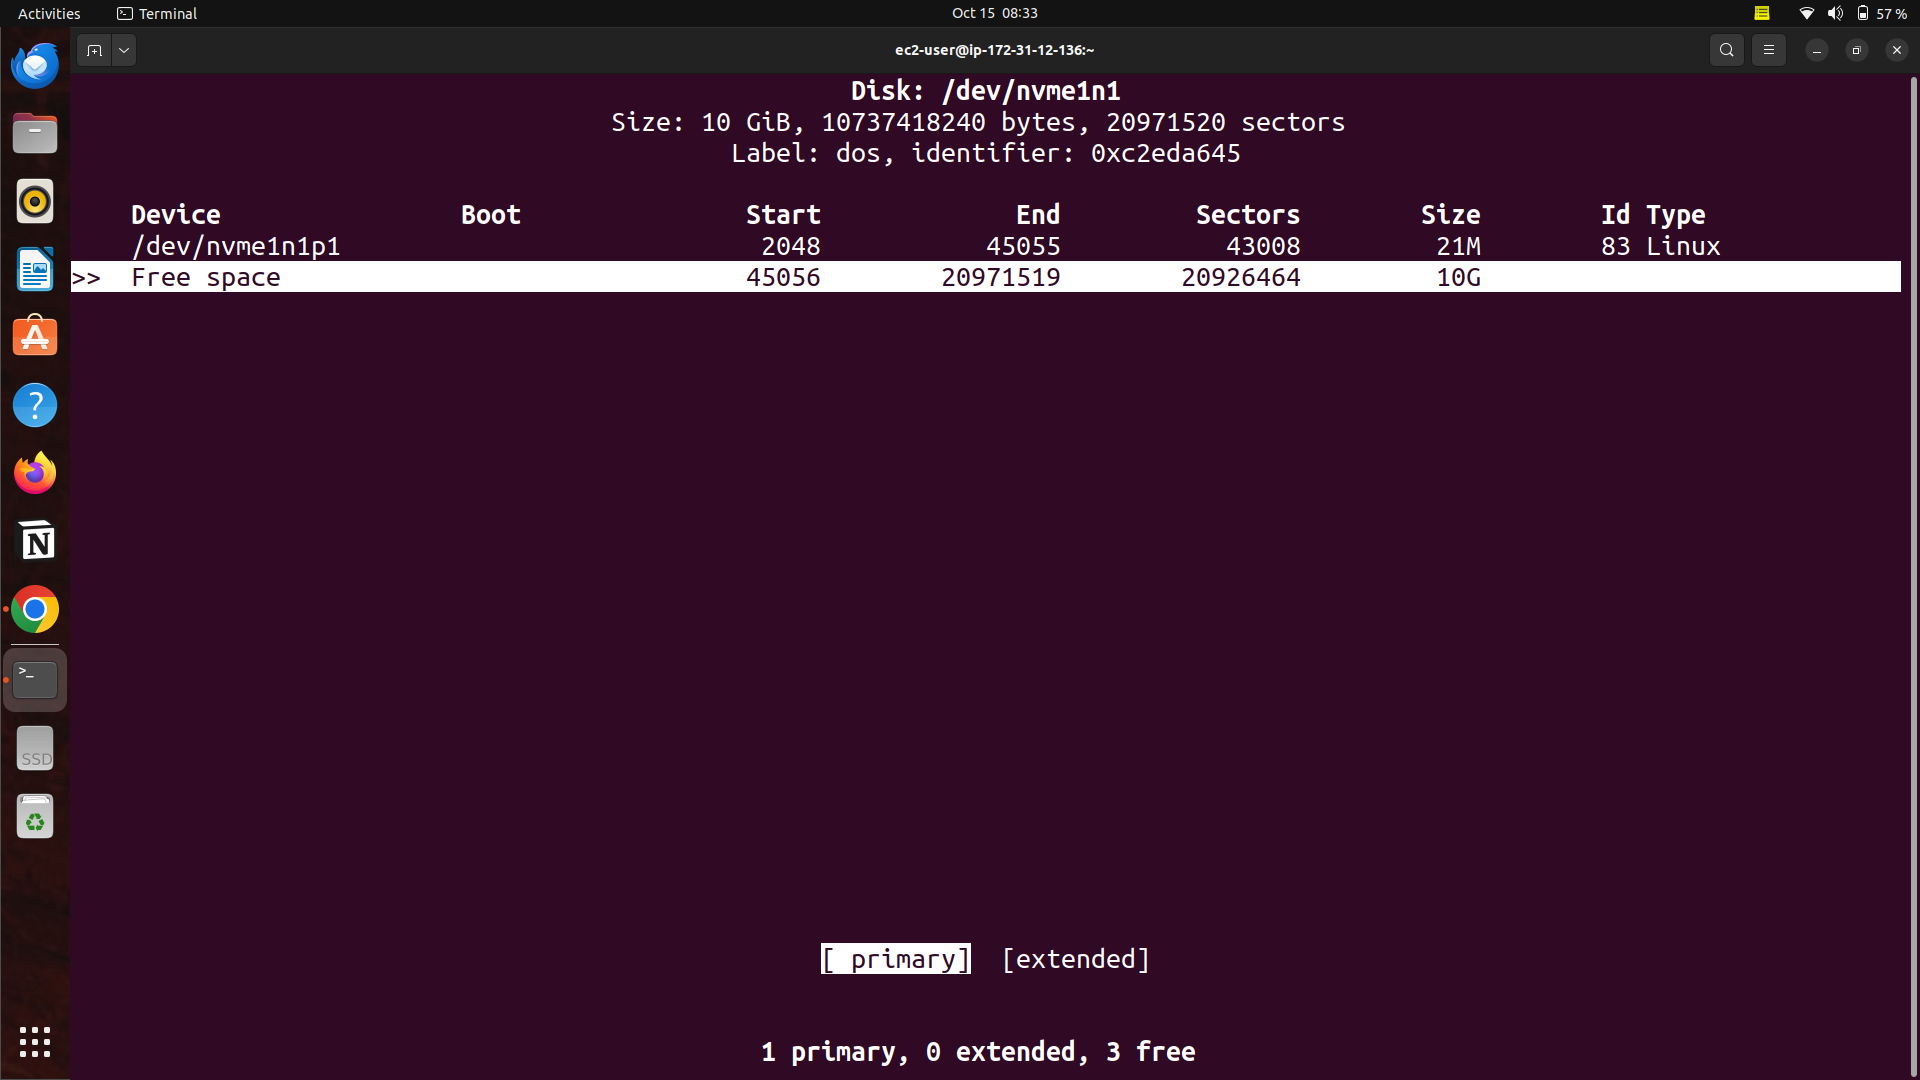 Activities Terminal Oct 15 08:33 57 %
ec2-user@ip-172-31-12-136:~
Disk: /dev/nvme1n1
Size: 10 GiB, 10737418240 bytes, 20971520 sectors
Label: dos, identifier: 0xc2eda645
Device Boot Start End Sectors Size Id Type
/dev/nvme1n1p1 2048 45055 43008 21M 83 Linux
>> Free space 45056 20971519 20926464 10G
?
N
>_
SSD
[ primary] [extended]
1 primary, 0 extended, 3 free